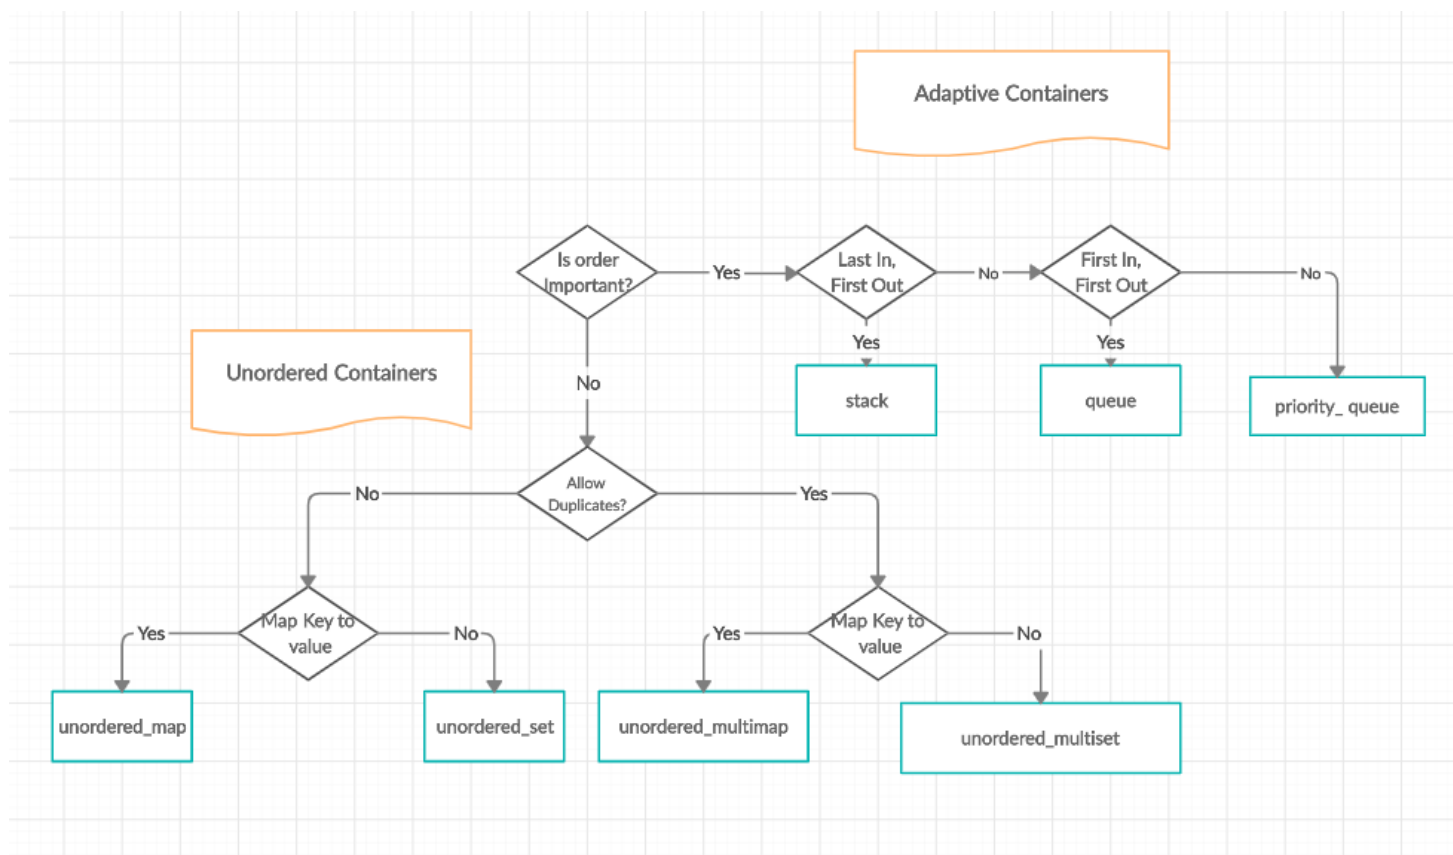 Adaptive Containers
Is order
Important?
Yes
Last In,
First Out
No
First In,
First Out
No
Yes
Yes
stack
queue
priority_ queue
Unordered Containers
No
Allow
Duplicates?
No
Yes
Map Key to
value
Yes
No
Map Key to
value
Yes
No
unordered_map
unordered_set
unordered_multimap
unordered_multiset